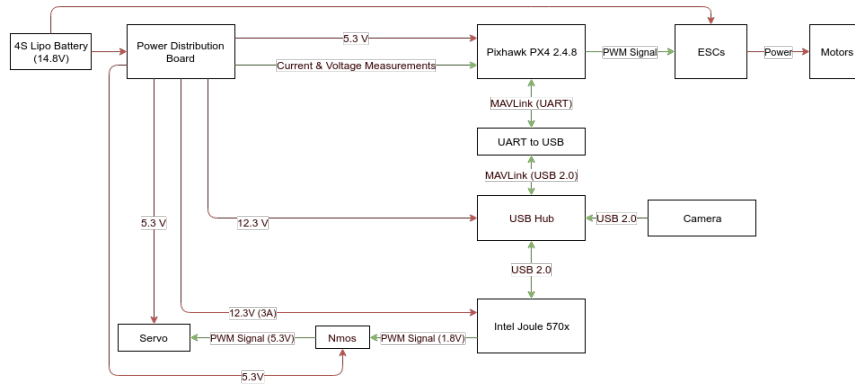 4S Lipo Battery
(14.8V)
Power Distribution
Board
5.3 V
Current & Voltage Measurements
Pixhawk PX4 2.4.8
PWM Signal
ESCs
Power
Motors
MAVLink (UART)
UART to USB
MAVLink (USB 2.0)
5.3 V
12.3 V
USB Hub
USB 2.0
Camera
USB 2.0
12.3V (3A)
Intel Joule 570x
Servo
PWM Signal (5.3V)
Nmos
PWM Signal (1.8V)
5.3V